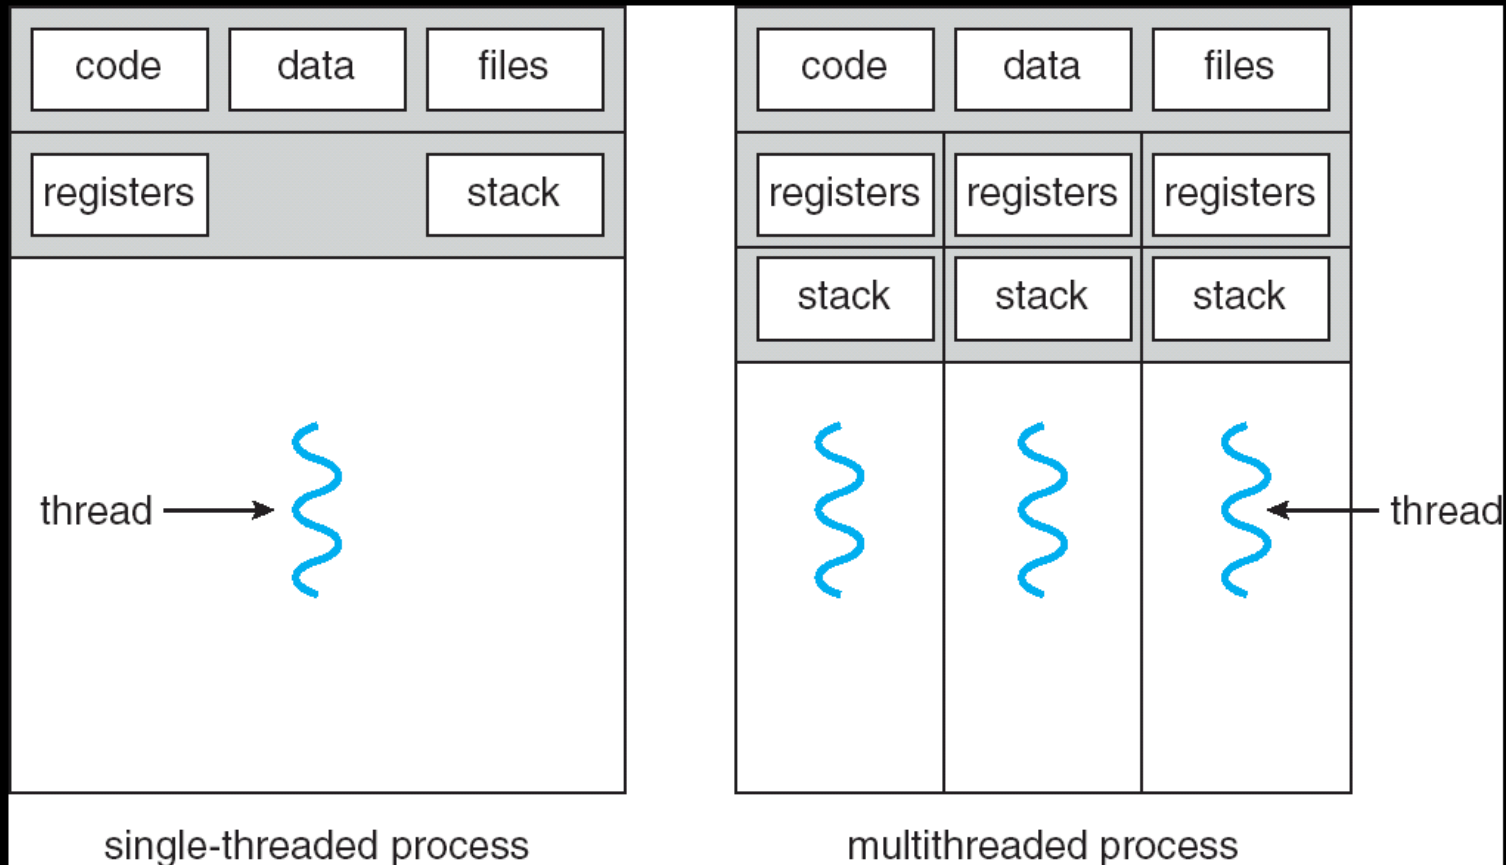 code data files
registers stack
thread
single-threaded process
code data files
registers registers registers
stack stack stack
thread
multithreaded process